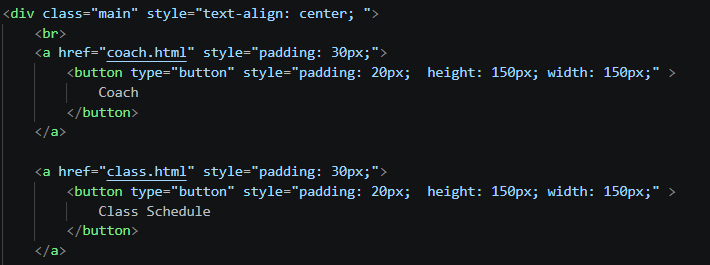 <div class="main" style="text-align: center; ">
<br>
<a href="coach.html" style="padding: 30px;">
<button type="button" style="padding: 20px;  height: 150px; width: 150px;" >
Coach
</button>
</a>
<a href="class.html" style="padding: 30px;">
<button type="button" style="padding: 20px;  height: 150px; width: 150px;" >
Class Schedule
</button>
</a>